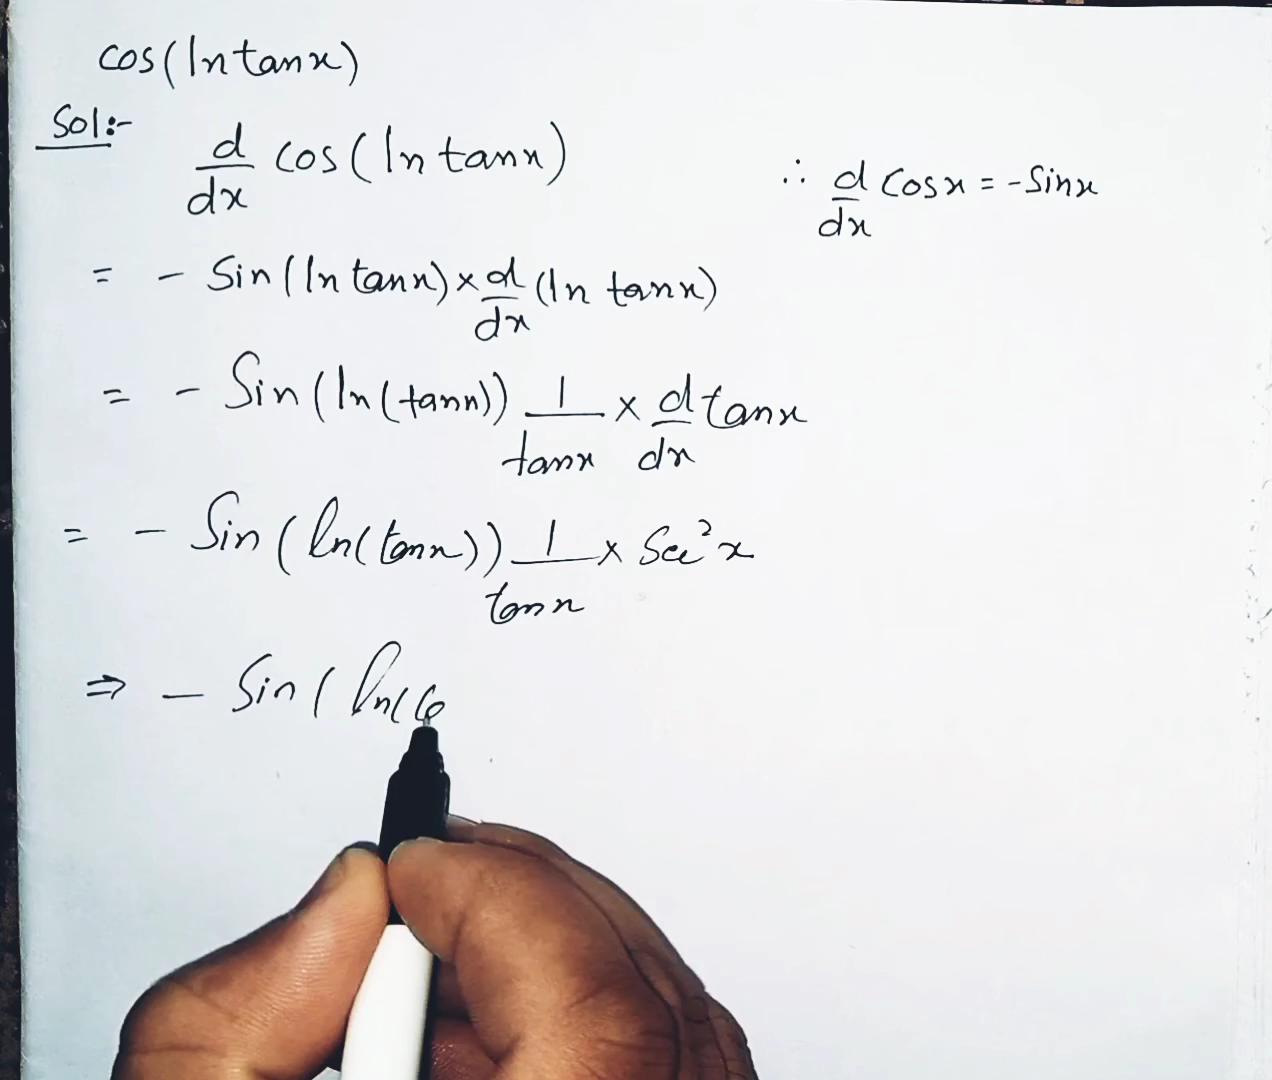 cos(ln tanx)
Sol:-
d/dx cos(ln tanx)
∴ d/dx cosx = -sinx
= - Sin(ln tanx) × d/dx (ln tanx)
= - Sin(ln(tanx)) 1/tanx × d/dx tanx
= - Sin(ln(tanx)) 1/tanx × Sec²x
⇒ - Sin(ln(